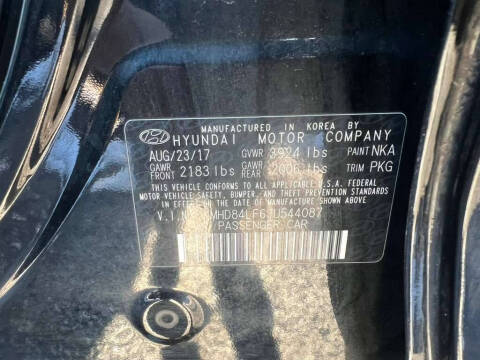 MANUFACTURED IN KOREA BY
HYUNDAI MOTOR COMPANY
AUG/23/17 GVWR 3924 lbs PAINT NKA
GAWR FRONT 2183 lbs GAWR REAR lbs TRIM PKG
THIS VEHICLE CONFORMS TO ALL APPLICABLE U.S.A. FEDERAL
MOTOR VEHICLE SAFETY, BUMPER, AND THEFT PREVENTION STANDARDS
IN EFFECT ON THE DATE OF MANUFACTURE SHOWN ABOVE.
PASSENGER CAR